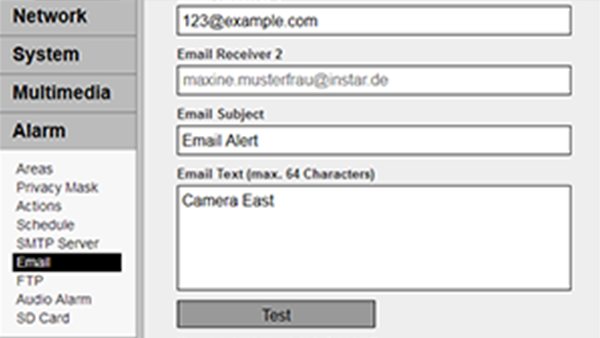 Network
System
Multimedia
Alarm
Areas
Privacy Mask
Actions
Schedule
SMTP Server
Email
FTP
Audio Alarm
SD Card
123@example.com
Email Receiver 2
maxine.musterfrau@instar.de
Email Subject
Email Alert
Email Text (max. 64 Characters)
Camera East
Test